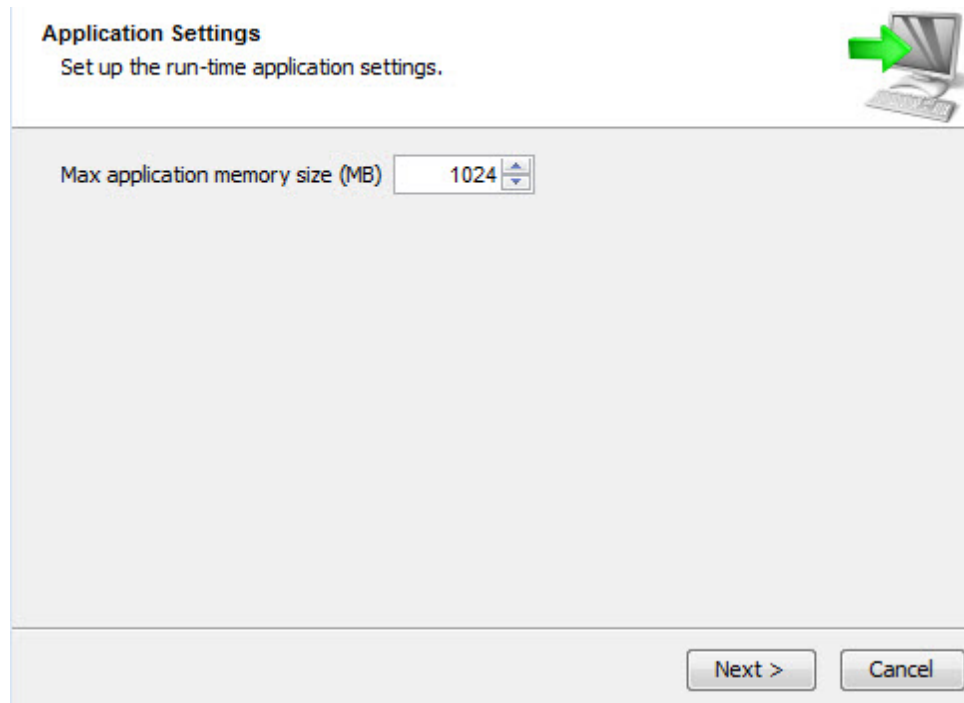 Application Settings
Set up the run-time application settings.
Max application memory size (MB) 1024
Next > Cancel